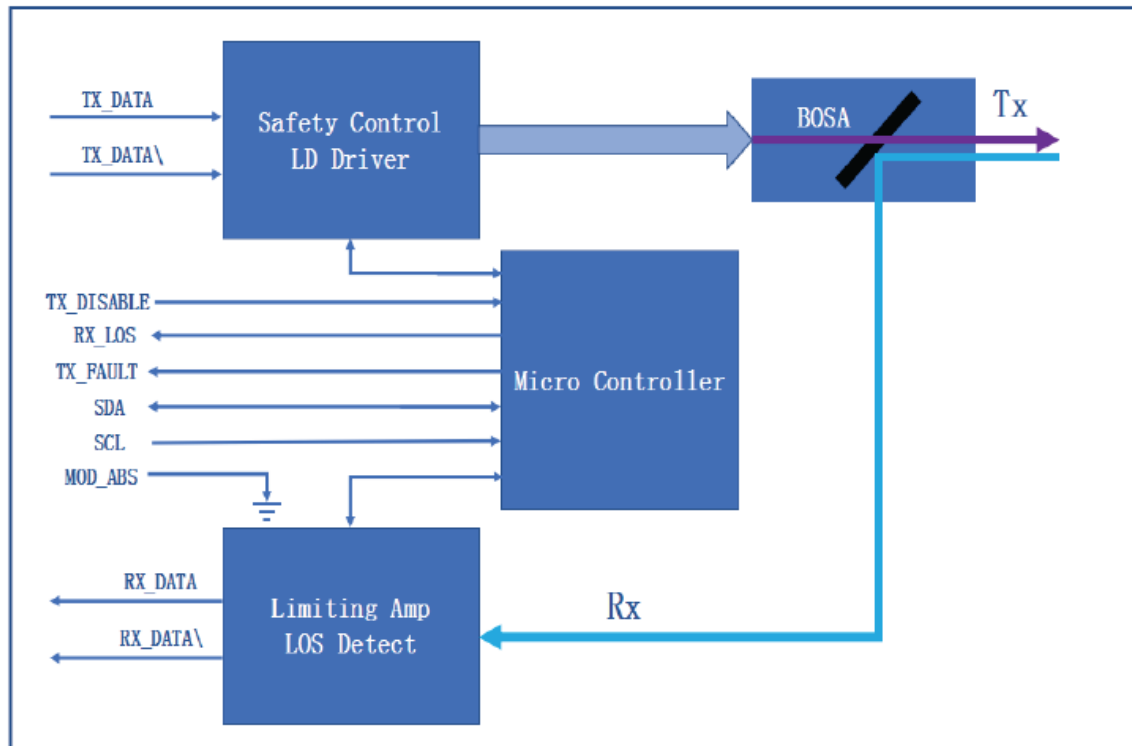 TX_DATA
TX_DATA\
Safety Control
LD Driver
BOSA
Tx
TX_DISABLE
RX_LOS
TX_FAULT
SDA
SCL
MOD_ABS
Micro Controller
RX_DATA
RX_DATA\
Limiting Amp
LOS Detect
Rx